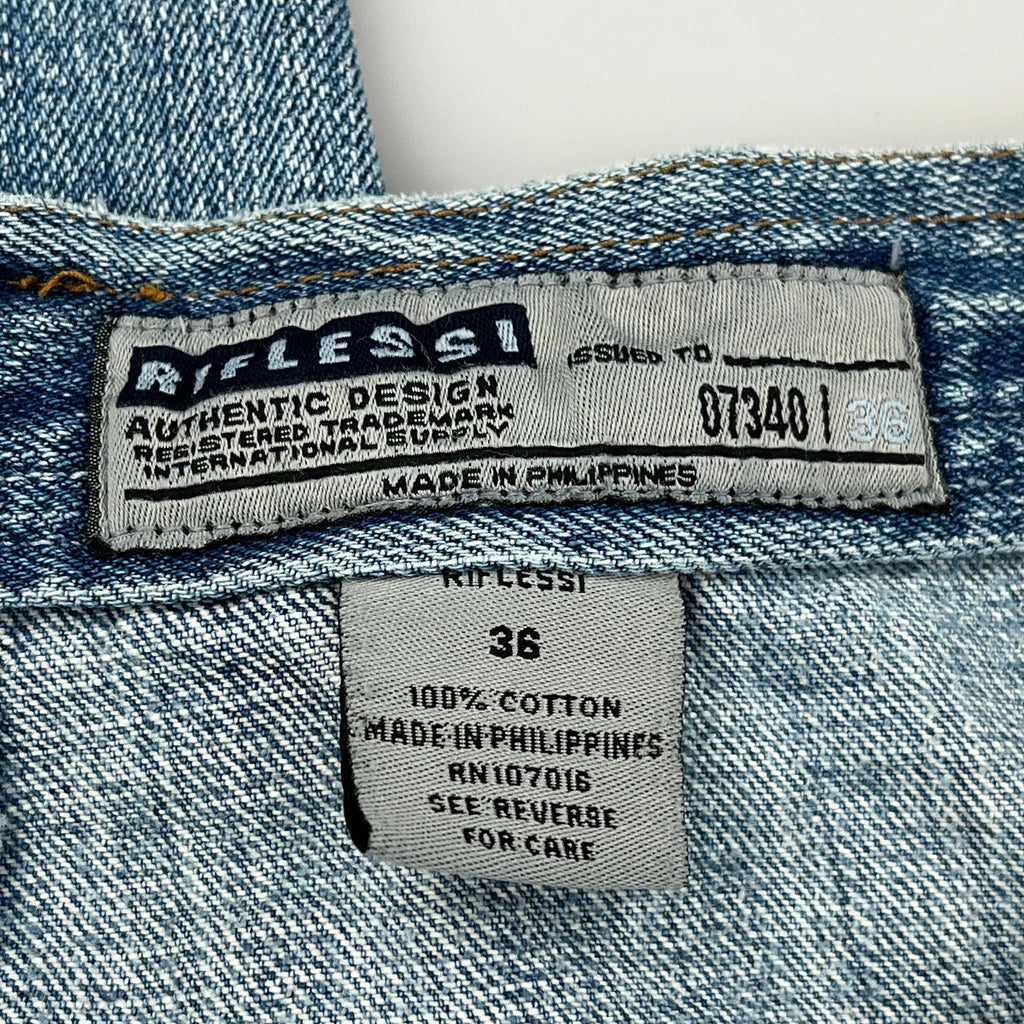 RIFLESSI
AUTHENTIC DESIGN
REGISTERED TRADEMARK
INTERNATIONAL SUPPLY
ISSUED TO
07340 | 36
MADE IN PHILIPPINES
RIFLESSI
36
100% COTTON
MADE IN PHILIPPINES
RN107016
SEE REVERSE
FOR CARE